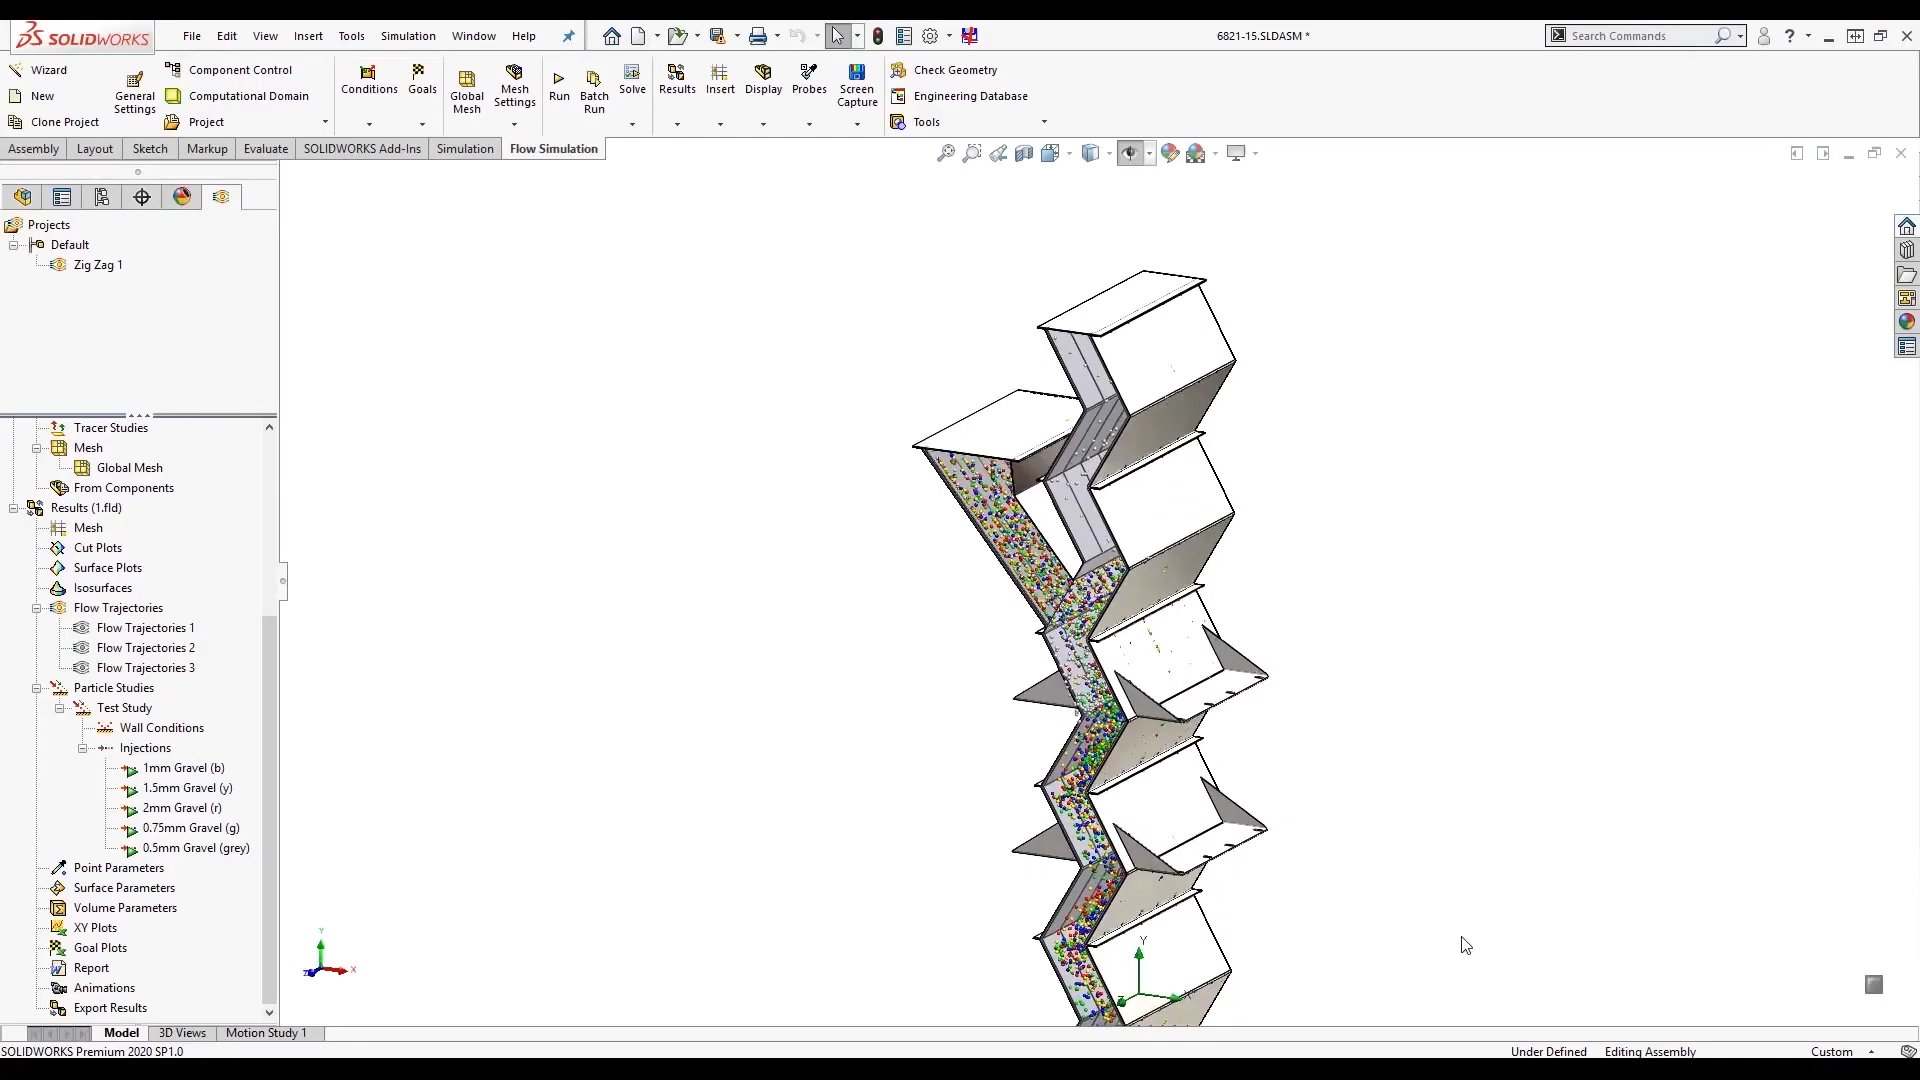 SOLIDWORKS
File Edit View Insert Tools Simulation Window Help
6821-15.SLDASM *
Search Commands
Wizard
New
Clone Project
General Settings
Component Control
Computational Domain
Project
Conditions
Goals
Global Mesh
Mesh Settings
Run
Batch Run
Solve
Results
Insert
Display
Probes
Screen Capture
Check Geometry
Engineering Database
Tools
Assembly Layout Sketch Markup Evaluate SOLIDWORKS Add-Ins Simulation Flow Simulation
Projects
Default
Zig Zag 1
Tracer Studies
Mesh
Global Mesh
From Components
Results (1.fld)
Mesh
Cut Plots
Surface Plots
Isosurfaces
Flow Trajectories
Flow Trajectories 1
Flow Trajectories 2
Flow Trajectories 3
Particle Studies
Test Study
Wall Conditions
Injections
1mm Gravel (b)
1.5mm Gravel (y)
2mm Gravel (r)
0.75mm Gravel (g)
0.5mm Gravel (grey)
Point Parameters
Surface Parameters
Volume Parameters
XY Plots
Goal Plots
Report
Animations
Export Results
Y
X
Z
Y
Model 3D Views Motion Study 1
SOLIDWORKS Premium 2020 SP1.0
Under Defined Editing Assembly Custom